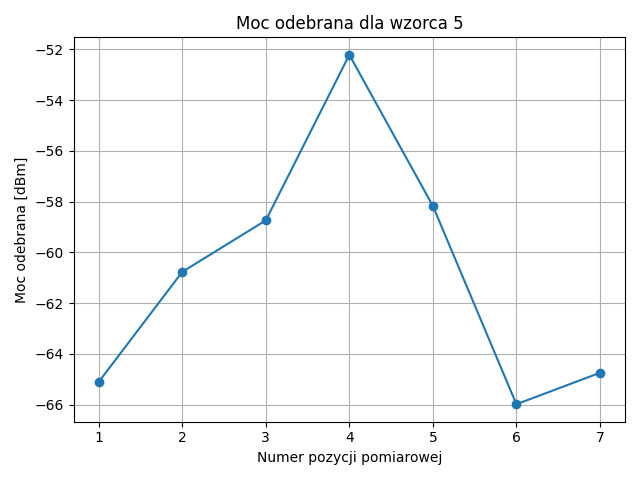 Moc odebrana dla wzorca 5
Moc odebrana [dBm]
−52
−54
−56
−58
−60
−62
−64
−66
1 2 3 4 5 6 7
Numer pozycji pomiarowej